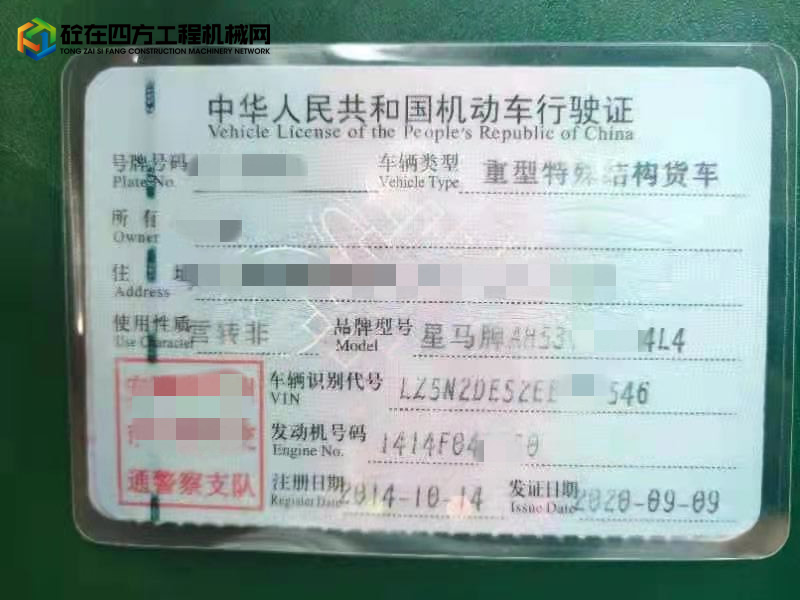 砼在四方工程机械网
TONG ZAI SI FANG CONSTRUCTION MACHINERY NETWORK
中华人民共和国机动车行驶证
Vehicle License of the People's Republic of China
号牌号码 车辆类型 重型特殊结构货车
Plate No. Vehicle Type
所有
Owner
住 址
Address
使用性质 营转非 品牌型号 星马牌AH53 4L4
Use Character Model
车辆识别代号 LZ5N2DES2EB 546
VIN
发动机号码 1414F04 0
Engine No.
通警察支队
注册日期 2014-10-14 发证日期 2020-09-09
Register Date Issue Date